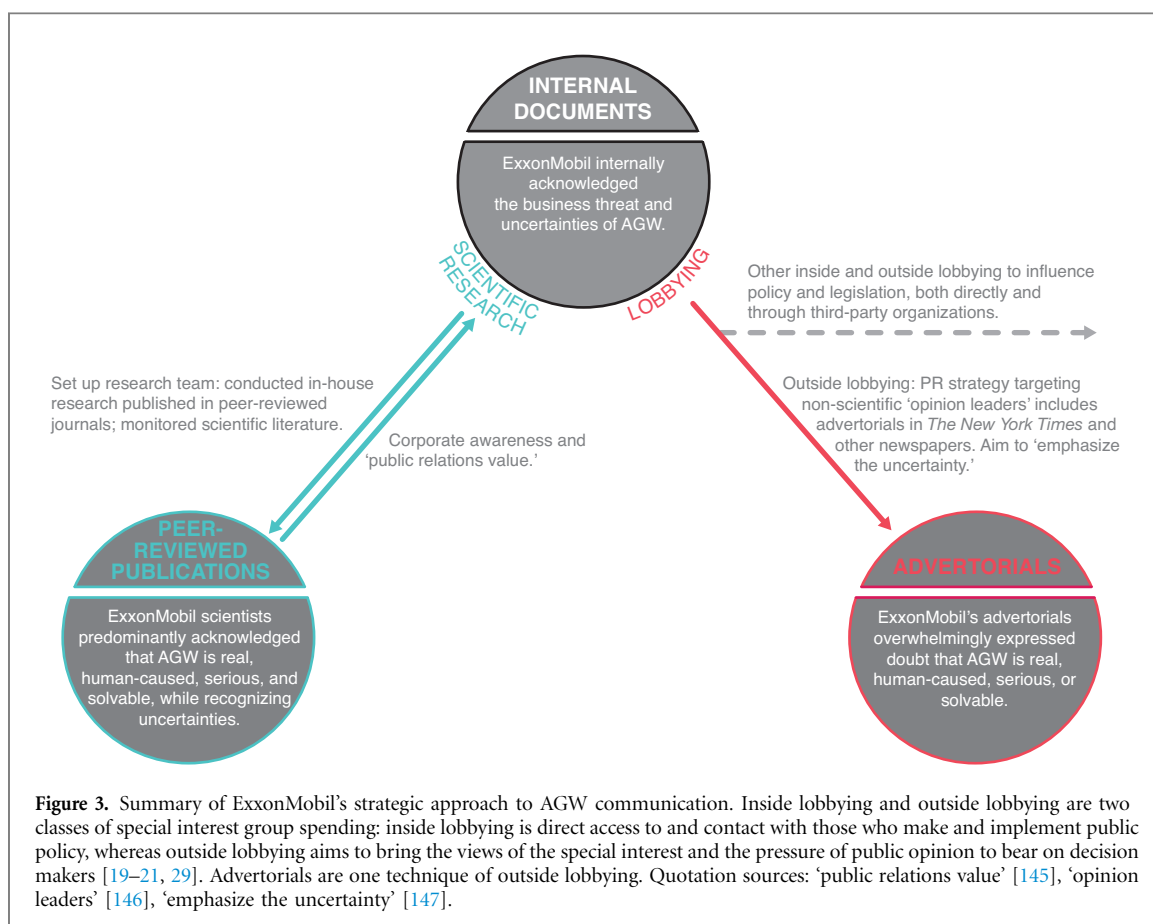 INTERNAL
DOCUMENTS
ExxonMobil internally
acknowledged
the business threat and
uncertainties of AGW.
SCIENTIFIC
RESEARCH
LOBBYING
Other inside and outside lobbying to influence
policy and legislation, both directly and
through third-party organizations.
Set up research team: conducted in-house
research published in peer-reviewed
journals; monitored scientific literature.
Corporate awareness and
‘public relations value.’
Outside lobbying: PR strategy targeting
non-scientific ‘opinion leaders’ includes
advertorials in The New York Times and
other newspapers. Aim to ‘emphasize
the uncertainty.’
PEER-
REVIEWED
PUBLICATIONS
ExxonMobil scientists
predominantly acknowledged
that AGW is real,
human-caused, serious, and
solvable, while recognizing
uncertainties.
ADVERTORIALS
ExxonMobil’s advertorials
overwhelmingly expressed
doubt that AGW is real,
human-caused, serious, or
solvable.
Figure 3. Summary of ExxonMobil’s strategic approach to AGW communication. Inside lobbying and outside lobbying are two
classes of special interest group spending: inside lobbying is direct access to and contact with those who make and implement public
policy, whereas outside lobbying aims to bring the views of the special interest and the pressure of public opinion to bear on decision
makers [19–21, 29]. Advertorials are one technique of outside lobbying. Quotation sources: ‘public relations value’ [145], ‘opinion
leaders’ [146], ‘emphasize the uncertainty’ [147].